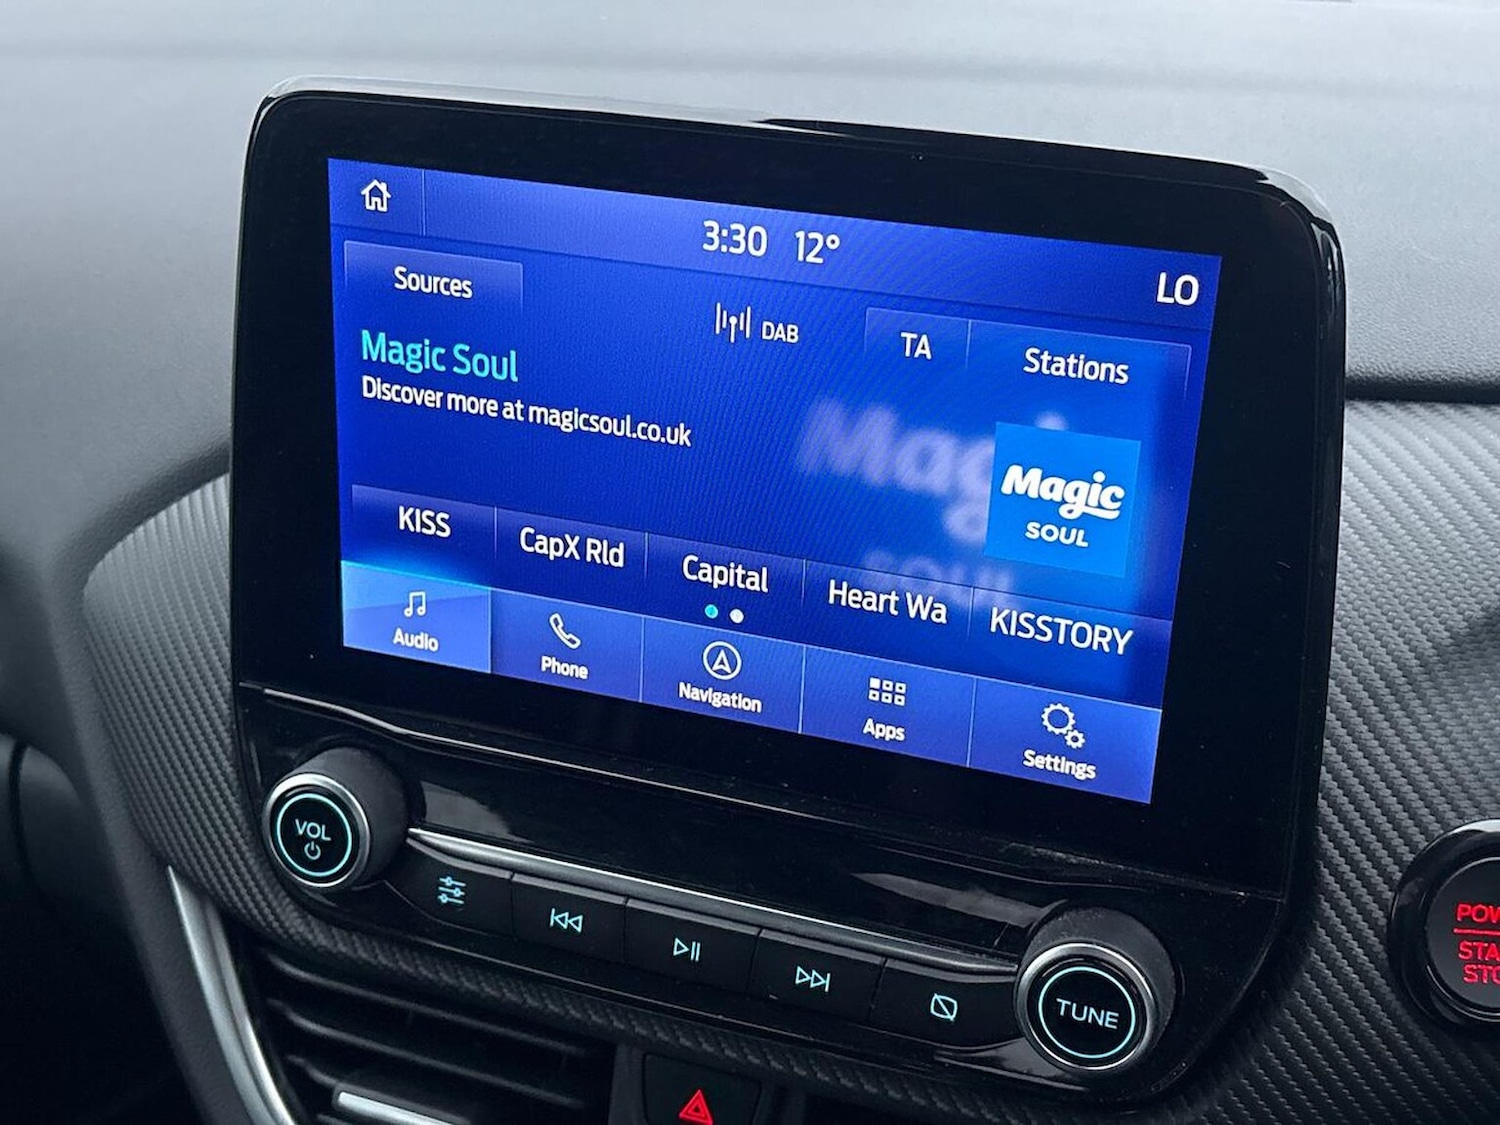 3:30 12°
LO
Sources
DAB
TA
Stations
Magic Soul
Discover more at magicsoul.co.uk
Magic
SOUL
KISS
CapX Rld
Capital
Heart Wa
KISSTORY
Audio
Phone
Navigation
Apps
Settings
VOL
TUNE